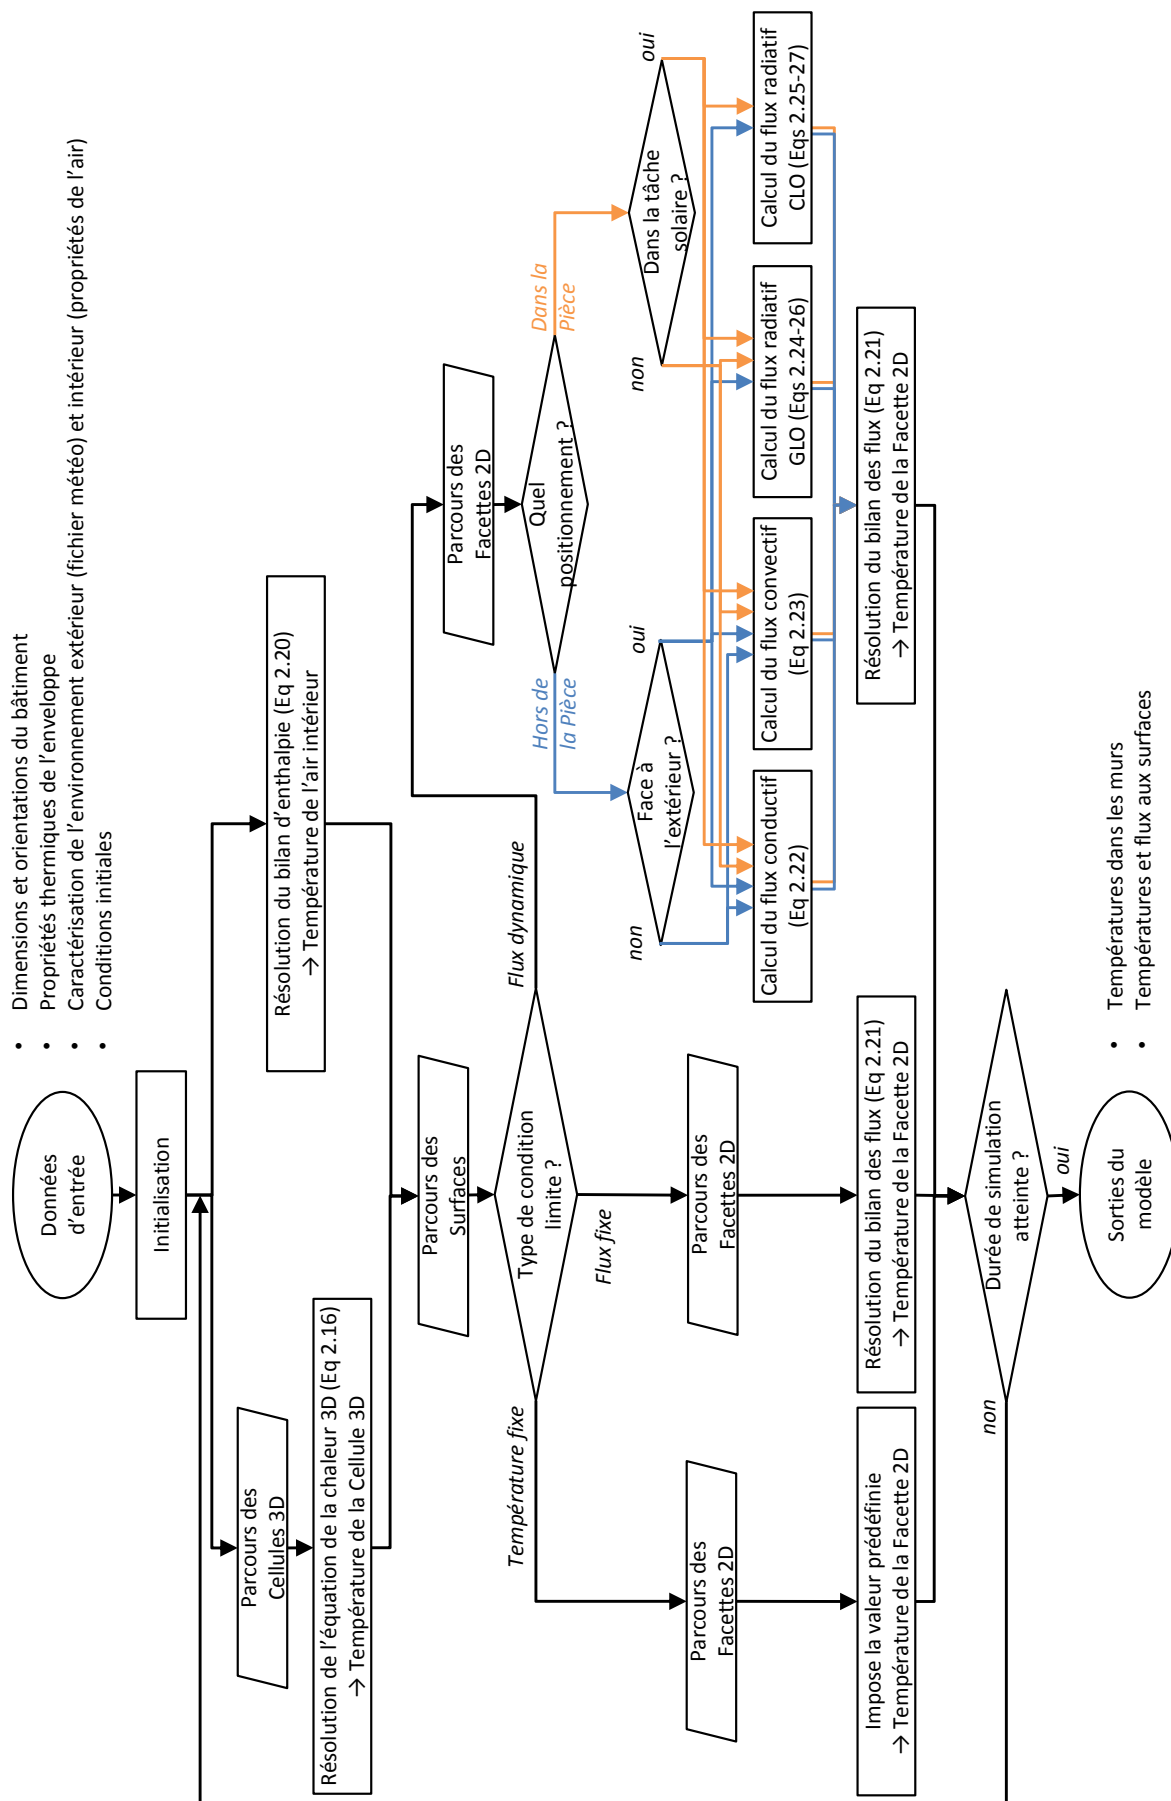 Données
d'entrée
• Dimensions et orientations du bâtiment
• Propriétés thermiques de l'enveloppe
• Caractérisation de l'environnement extérieur (fichier météo) et intérieur (propriétés de l'air)
• Conditions initiales
Initialisation
Parcours des
Cellules 3D
Résolution de l'équation de la chaleur 3D (Eq 2.16)
→ Température de la Cellule 3D
Résolution du bilan d'enthalpie (Eq 2.20)
→ Température de l'air intérieur
Parcours des
Surfaces
Type de condition
limite ?
Température fixe
Flux fixe
Flux dynamique
Parcours des
Facettes 2D
Quel
positionnement ?
Hors de
la Pièce
Dans la
Pièce
Face à
l'extérieur ?
non
oui
Dans la tâche
solaire ?
non
oui
Parcours des
Facettes 2D
Parcours des
Facettes 2D
Calcul du flux conductif
(Eq 2.22)
Calcul du flux convectif
(Eq 2.23)
Calcul du flux radiatif
GLO (Eqs 2.24-26)
Calcul du flux radiatif
CLO (Eqs 2.25-27)
Impose la valeur prédéfinie
→ Température de la Facette 2D
Résolution du bilan des flux (Eq 2.21)
→ Température de la Facette 2D
Résolution du bilan des flux (Eq 2.21)
→ Température de la Facette 2D
Durée de simulation
atteinte ?
non
oui
Sorties du
modèle
• Températures dans les murs
• Températures et flux aux surfaces